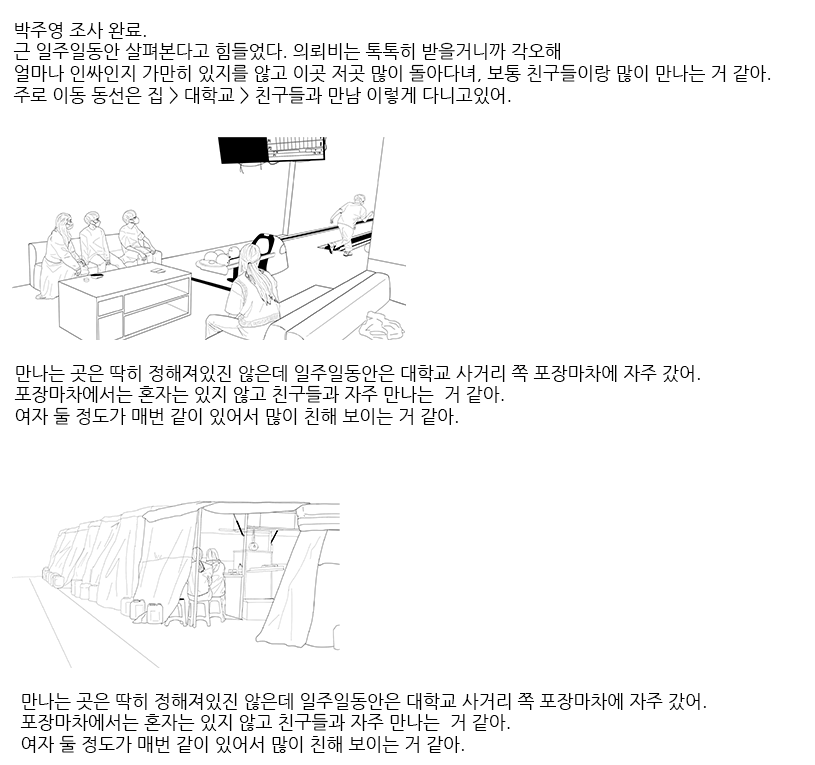 박주영 조사 완료.
근 일주일동안 살펴본다고 힘들었다. 의뢰비는 톡톡히 받을거니까 각오해
얼마나 인싸인지 가만히 있지를 않고 이곳 저곳 많이 돌아다녀, 보통 친구들이랑 많이 만나는 거 같아.
주로 이동 동선은 집 > 대학교 > 친구들과 만남 이렇게 다니고있어.
만나는 곳은 딱히 정해져있진 않은데 일주일동안은 대학교 사거리 쪽 포장마차에 자주 갔어.
포장마차에서는 혼자는 있지 않고 친구들과 자주 만나는  거 같아.
여자 둘 정도가 매번 같이 있어서 많이 친해 보이는 거 같아.
만나는 곳은 딱히 정해져있진 않은데 일주일동안은 대학교 사거리 쪽 포장마차에 자주 갔어.
포장마차에서는 혼자는 있지 않고 친구들과 자주 만나는  거 같아.
여자 둘 정도가 매번 같이 있어서 많이 친해 보이는 거 같아.